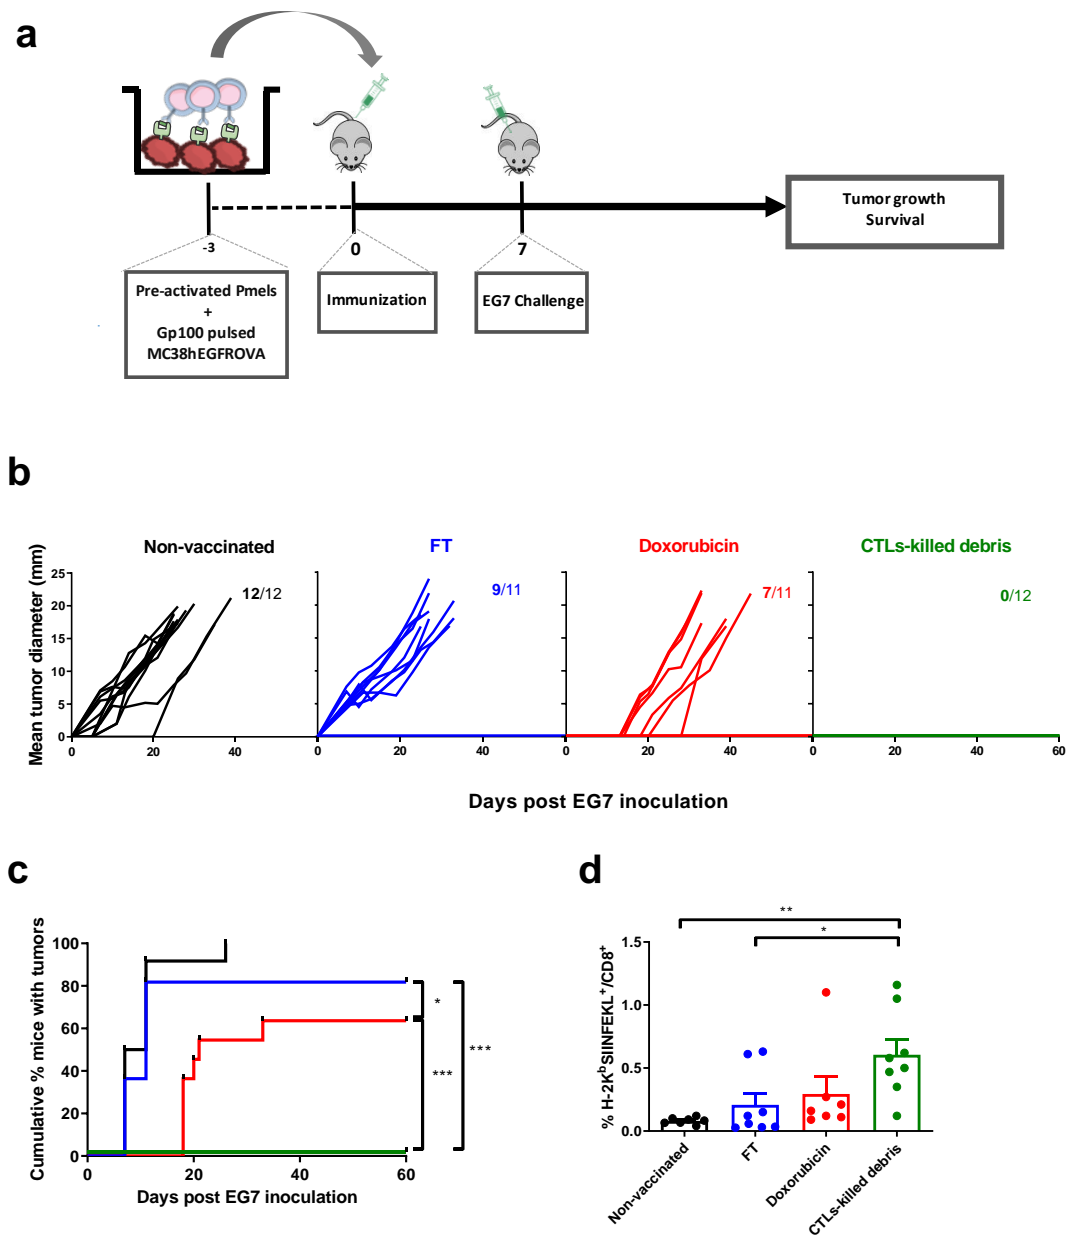 a
Tumor growth
Survival
-3
0
7
Pre-activated Pmels
+
Gp100 pulsed
MC38hEGFROVA
Immunization
EG7 Challenge
b
Non-vaccinated
FT
Doxorubicin
CTLs-killed debris
Mean tumor diameter (mm)
25
20
15
10
5
0
12/12
9/11
7/11
0/12
0 20 40
0 20 40
0 20 40
0 20 40 60
Days post EG7 inoculation
c
Cumulative % mice with tumors
100
80
60
40
20
0
0 20 40 60
Days post EG7 inoculation
*
***
***
d
% H-2KᵇSIINFEKL⁺/CD8⁺
1.5
1.0
0.5
0.0
**
*
Non-vaccinated
FT
Doxorubicin
CTLs-killed debris